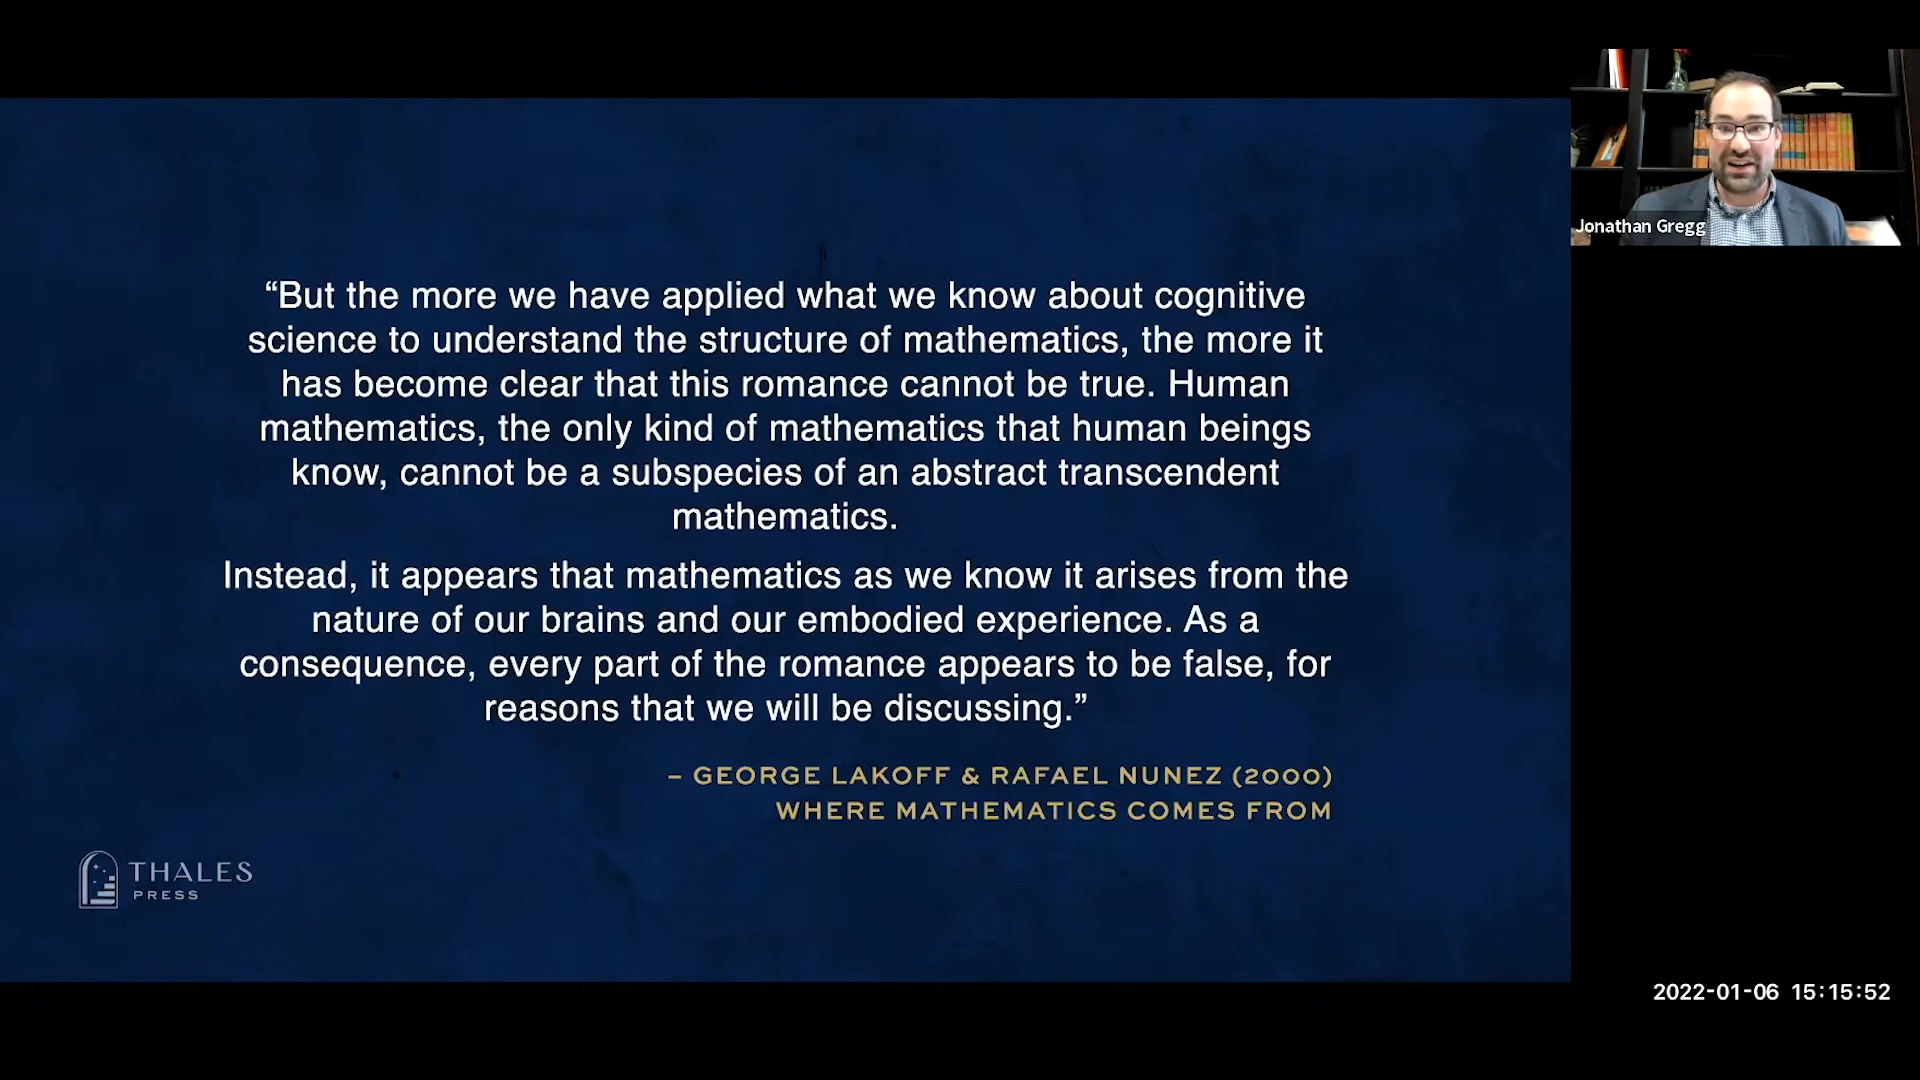 “But the more we have applied what we know about cognitive
science to understand the structure of mathematics, the more it
has become clear that this romance cannot be true. Human
mathematics, the only kind of mathematics that human beings
know, cannot be a subspecies of an abstract transcendent
mathematics.
Instead, it appears that mathematics as we know it arises from the
nature of our brains and our embodied experience. As a
consequence, every part of the romance appears to be false, for
reasons that we will be discussing.”
– GEORGE LAKOFF & RAFAEL NUNEZ (2000)
WHERE MATHEMATICS COMES FROM
THALES
PRESS
Jonathan Gregg
2022-01-06 15:15:52